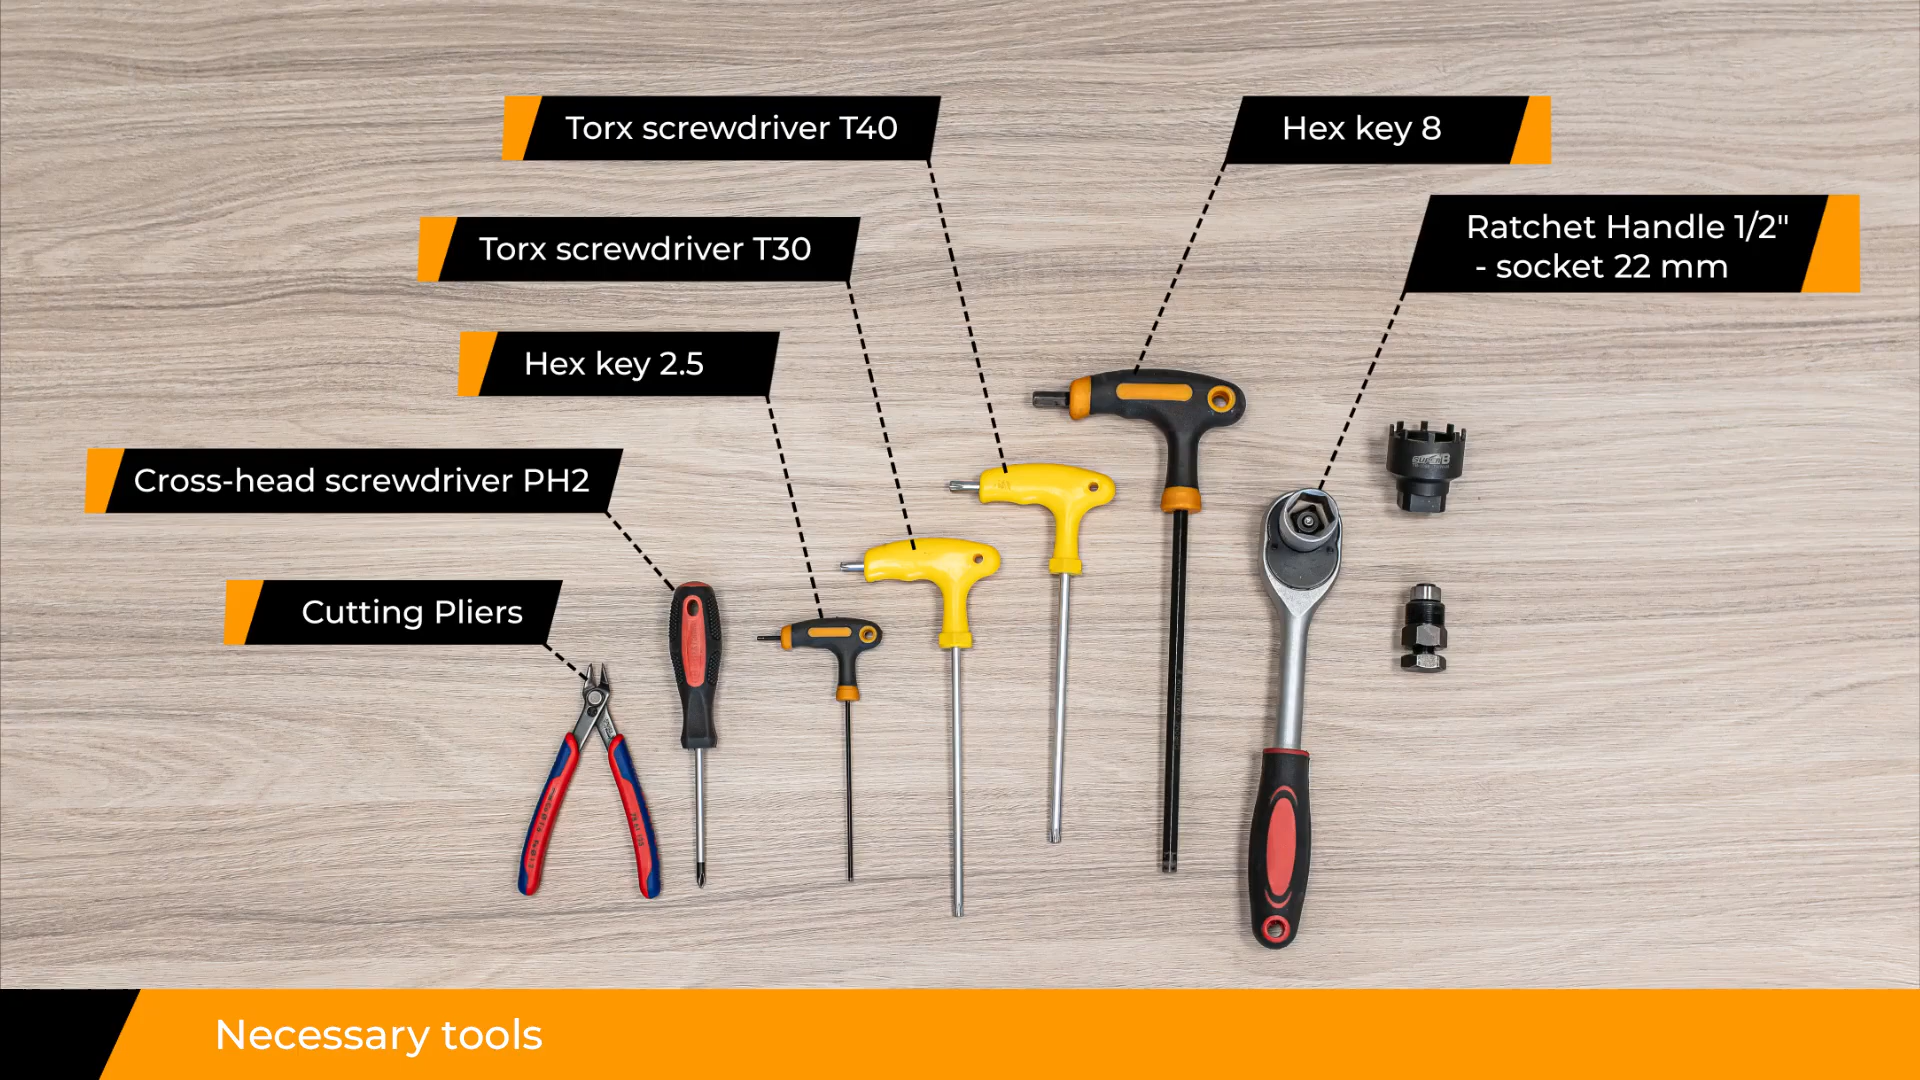 Torx screwdriver T40
Hex key 8
Ratchet Handle 1/2"
- socket 22 mm
Torx screwdriver T30
Hex key 2.5
Cross-head screwdriver PH2
Cutting Pliers
Necessary tools